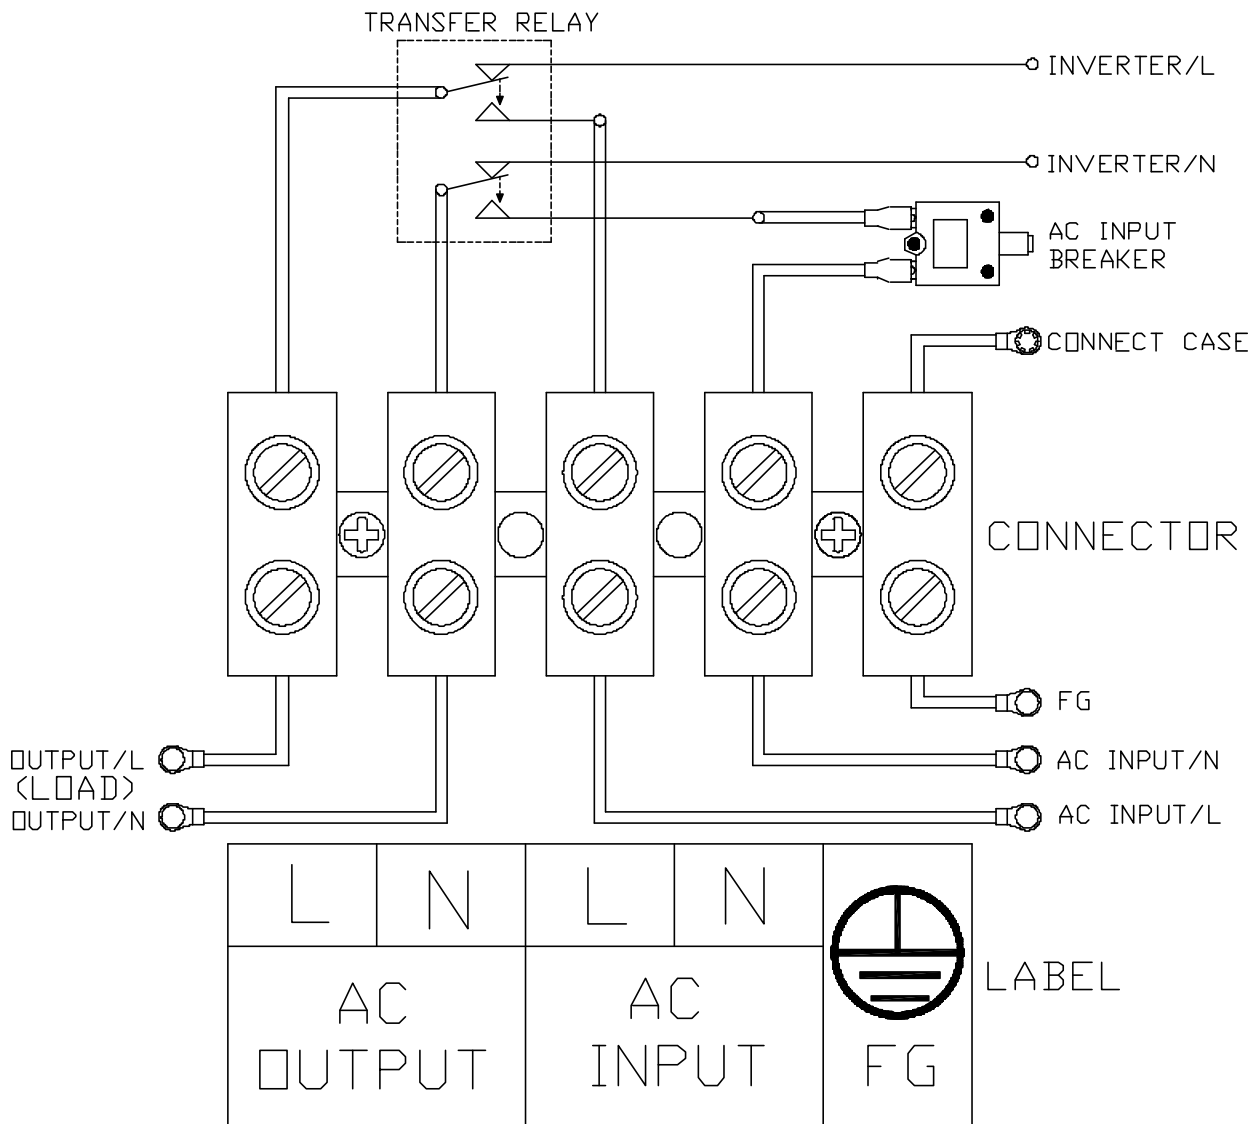 TRANSFER RELAY
INVERTER/L
INVERTER/N
AC INPUT
BREAKER
CONNECT CASE
CONNECTOR
FG
OUTPUT/L
(LOAD)
OUTPUT/N
AC INPUT/N
AC INPUT/L
L N L N
LABEL
AC
OUTPUT
AC
INPUT
FG